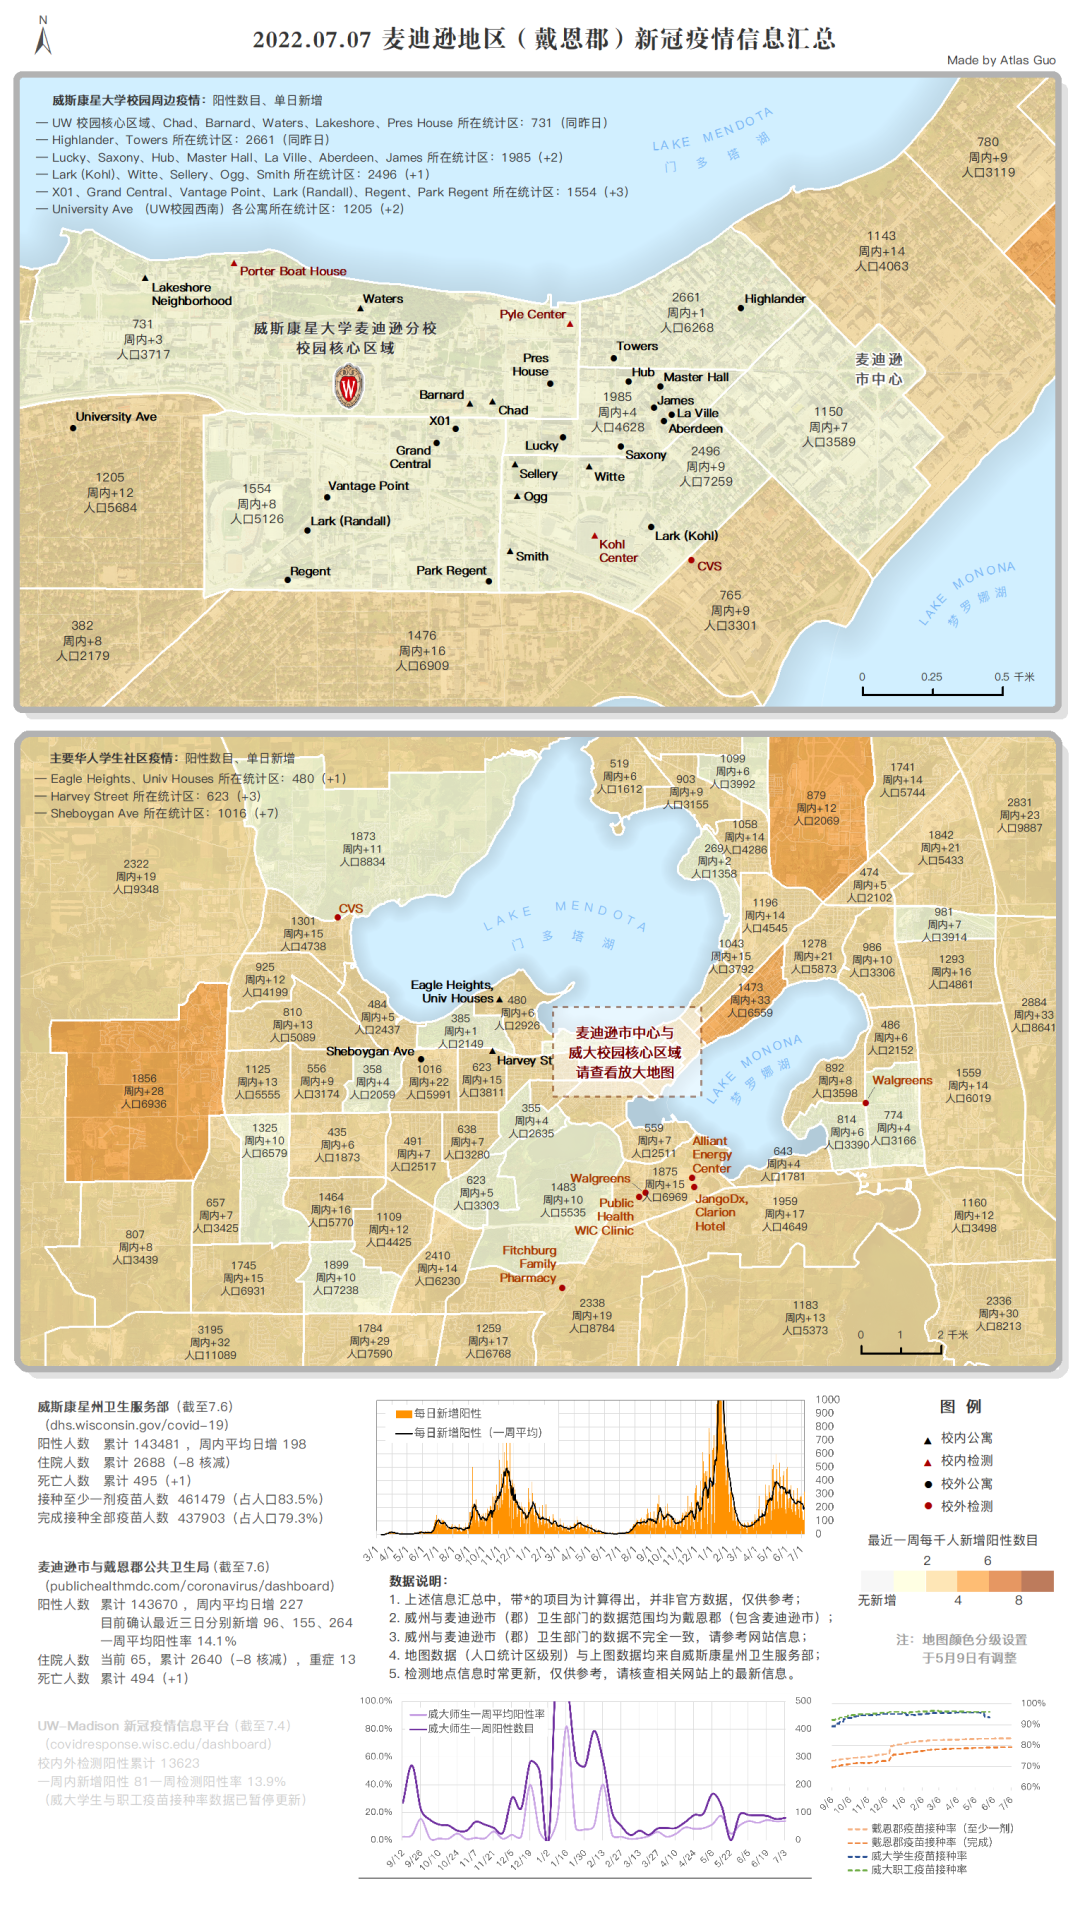 N
2022.07.07 麦迪逊地区（戴恩郡）新冠疫情信息汇总
Made by Atlas Guo
威斯康星大学校园周边疫情：阳性数目、单日新增
— UW 校园核心区域、Chad、Barnard、Waters、Lakeshore、Pres House 所在统计区：731（同昨日）
— Highlander、Towers 所在统计区：2661（同昨日）
— Lucky、Saxony、Hub、Master Hall、La Ville、Aberdeen、James 所在统计区：1985（+2）
— Lark (Kohl)、Witte、Sellery、Ogg、Smith 所在统计区：2496（+1）
— X01、Grand Central、Vantage Point、Lark (Randall)、Regent、Park Regent 所在统计区：1554（+3）
— University Ave （UW校园西南）各公寓所在统计区：1205（+2）
LAKE MENDOTA
门多塔湖
780
周内+9
人口3119
1143
周内+14
人口4063
Porter Boat House
Lakeshore
Neighborhood
Waters
731
周内+3
人口3717
威斯康星大学麦迪逊分校
校园核心区域
W
Pyle Center
2661
周内+1
人口6268
Highlander
Towers
Pres
House
Hub
Master Hall
麦迪逊
市中心
Barnard
Chad
1985
周内+4
人口4628
James
La Ville
Aberdeen
1150
周内+7
人口3589
University Ave
X01
Grand
Central
Lucky
Saxony
2496
周内+9
人口7259
1205
周内+12
人口5684
1554
周内+8
人口5126
Vantage Point
Sellery
Witte
Ogg
Lark (Randall)
Lark (Kohl)
Kohl
Center
Smith
CVS
Regent
Park Regent
765
周内+9
人口3301
LAKE MONONA
梦罗娜湖
382
周内+8
人口2179
1476
周内+16
人口6909
0 0.25 0.5 千米
主要华人学生社区疫情：阳性数目、单日新增
— Eagle Heights、Univ Houses 所在统计区：480（+1）
— Harvey Street 所在统计区：623（+3）
— Sheboygan Ave 所在统计区：1016（+7）
519
周内+6
人口1612
903
周内+9
人口3155
1099
周内+6
人口3992
879
周内+12
人口2069
1741
周内+14
人口5744
2831
周内+23
人口9887
1873
周内+11
人口8834
1058
周内+14
人口4286
269
周内+2
人口1358
1842
周内+21
人口5433
2322
周内+19
人口9348
474
周内+5
人口2102
CVS
1301
周内+15
人口4738
LAKE MENDOTA
门多塔湖
1196
周内+14
人口4545
981
周内+7
人口3914
1043
周内+15
人口3792
1278
周内+21
人口5873
986
周内+10
人口3306
1293
周内+16
人口4861
925
周内+12
人口4199
Eagle Heights,
Univ Houses
480
周内+6
人口2926
1473
周内+33
人口6559
484
周内+5
人口2437
385
周内+1
人口2149
810
周内+13
人口5089
2884
周内+33
人口8641
486
周内+6
人口2152
麦迪逊市中心与
威大校园核心区域
请查看放大地图
LAKE MONONA
梦罗娜湖
Sheboygan Ave
Harvey St
1856
周内+28
人口6936
1125
周内+13
人口5555
556
周内+9
人口3174
358
周内+4
人口2059
1016
周内+22
人口5991
623
周内+15
人口3811
892
周内+8
人口3598
Walgreens
1559
周内+14
人口6019
355
周内+4
人口2635
814
周内+6
人口3390
774
周内+4
人口3166
1325
周内+10
人口6579
435
周内+6
人口1873
491
周内+7
人口2517
638
周内+7
人口3280
559
周内+7
人口2511
Alliant
Energy
Center
643
周内+4
人口1781
623
周内+5
人口3303
1483
周内+10
人口5535
Walgreens
1875
周内+15
人口6969
Public
Health
WIC Clinic
JangoDx,
Clarion
Hotel
657
周内+7
人口3425
1464
周内+16
人口5770
1109
周内+12
人口4425
1959
周内+17
人口4649
1160
周内+12
人口3498
807
周内+8
人口3439
1745
周内+15
人口6931
1899
周内+10
人口7238
2410
周内+14
人口6230
Fitchburg
Family
Pharmacy
2338
周内+19
人口8784
1183
周内+13
人口5373
2336
周内+30
人口8213
3195
周内+32
人口11089
1784
周内+29
人口7590
1259
周内+17
人口6768
0 1 2 千米
威斯康星州卫生服务部（截至7.6）
（dhs.wisconsin.gov/covid-19）
阳性人数 累计 143481 ，周内平均日增 198
住院人数 累计 2688（-8 核减）
死亡人数 累计 495（+1）
接种至少一剂疫苗人数 461479（占人口83.5%）
完成接种全部疫苗人数 437903（占人口79.3%）
麦迪逊市与戴恩郡公共卫生局（截至7.6）
（publichealthmdc.com/coronavirus/dashboard）
阳性人数 累计 143670 ，周内平均日增 227
目前确认最近三日分别新增 96、155、264
一周平均阳性率 14.1%
住院人数 当前 65，累计 2640（-8 核减），重症 13
死亡人数 累计 494（+1）
UW-Madison 新冠疫情信息平台（截至7.4）
（covidresponse.wisc.edu/dashboard）
校内外检测阳性累计 13623
一周内新增阳性 81一周检测阳性率 13.9%
（威大学生与职工疫苗接种率数据已暂停更新）
每日新增阳性
每日新增阳性（一周平均）
1000
900
800
700
600
500
400
300
200
100
0
3/1 4/1 5/1 6/1 7/1 8/1 9/1 10/1 11/1 12/1 1/1 2/1 3/1 4/1 5/1 6/1 7/1 8/1 9/1 10/1 11/1 12/1 1/1 2/1 3/1 4/1 5/1 6/1 7/1
数据说明：
1. 上述信息汇总中，带*的项目为计算得出，并非官方数据，仅供参考；
2. 威州与麦迪逊市（郡）卫生部门的数据范围均为戴恩郡（包含麦迪逊市）；
3. 威州与麦迪逊市（郡）卫生部门的数据不完全一致，请参考网站信息；
4. 地图数据（人口统计区级别）与上图数据均来自威斯康星州卫生服务部；
5. 检测地点信息时常更新，仅供参考，请核查相关网站上的最新信息。
图 例
校内公寓
校内检测
校外公寓
校外检测
最近一周每千人新增阳性数目
2 6
无新增 4 8
注：地图颜色分级设置
于5月9日有调整
威大师生一周平均阳性率
威大师生一周阳性数目
100.0%
80.0%
60.0%
40.0%
20.0%
0.0%
500
400
300
200
100
0
9/12 9/26 10/10 10/24 11/7 11/21 12/5 12/19 1/2 1/16 1/30 2/13 2/27 3/13 3/27 4/10 4/24 5/8 5/22 6/5 6/19 7/3
100%
90%
80%
70%
60%
9/6 10/6 11/6 12/6 1/6 2/6 3/6 4/6 5/6 6/6 7/6
戴恩郡疫苗接种率（至少一剂）
戴恩郡疫苗接种率（完成）
威大学生疫苗接种率
威大职工疫苗接种率